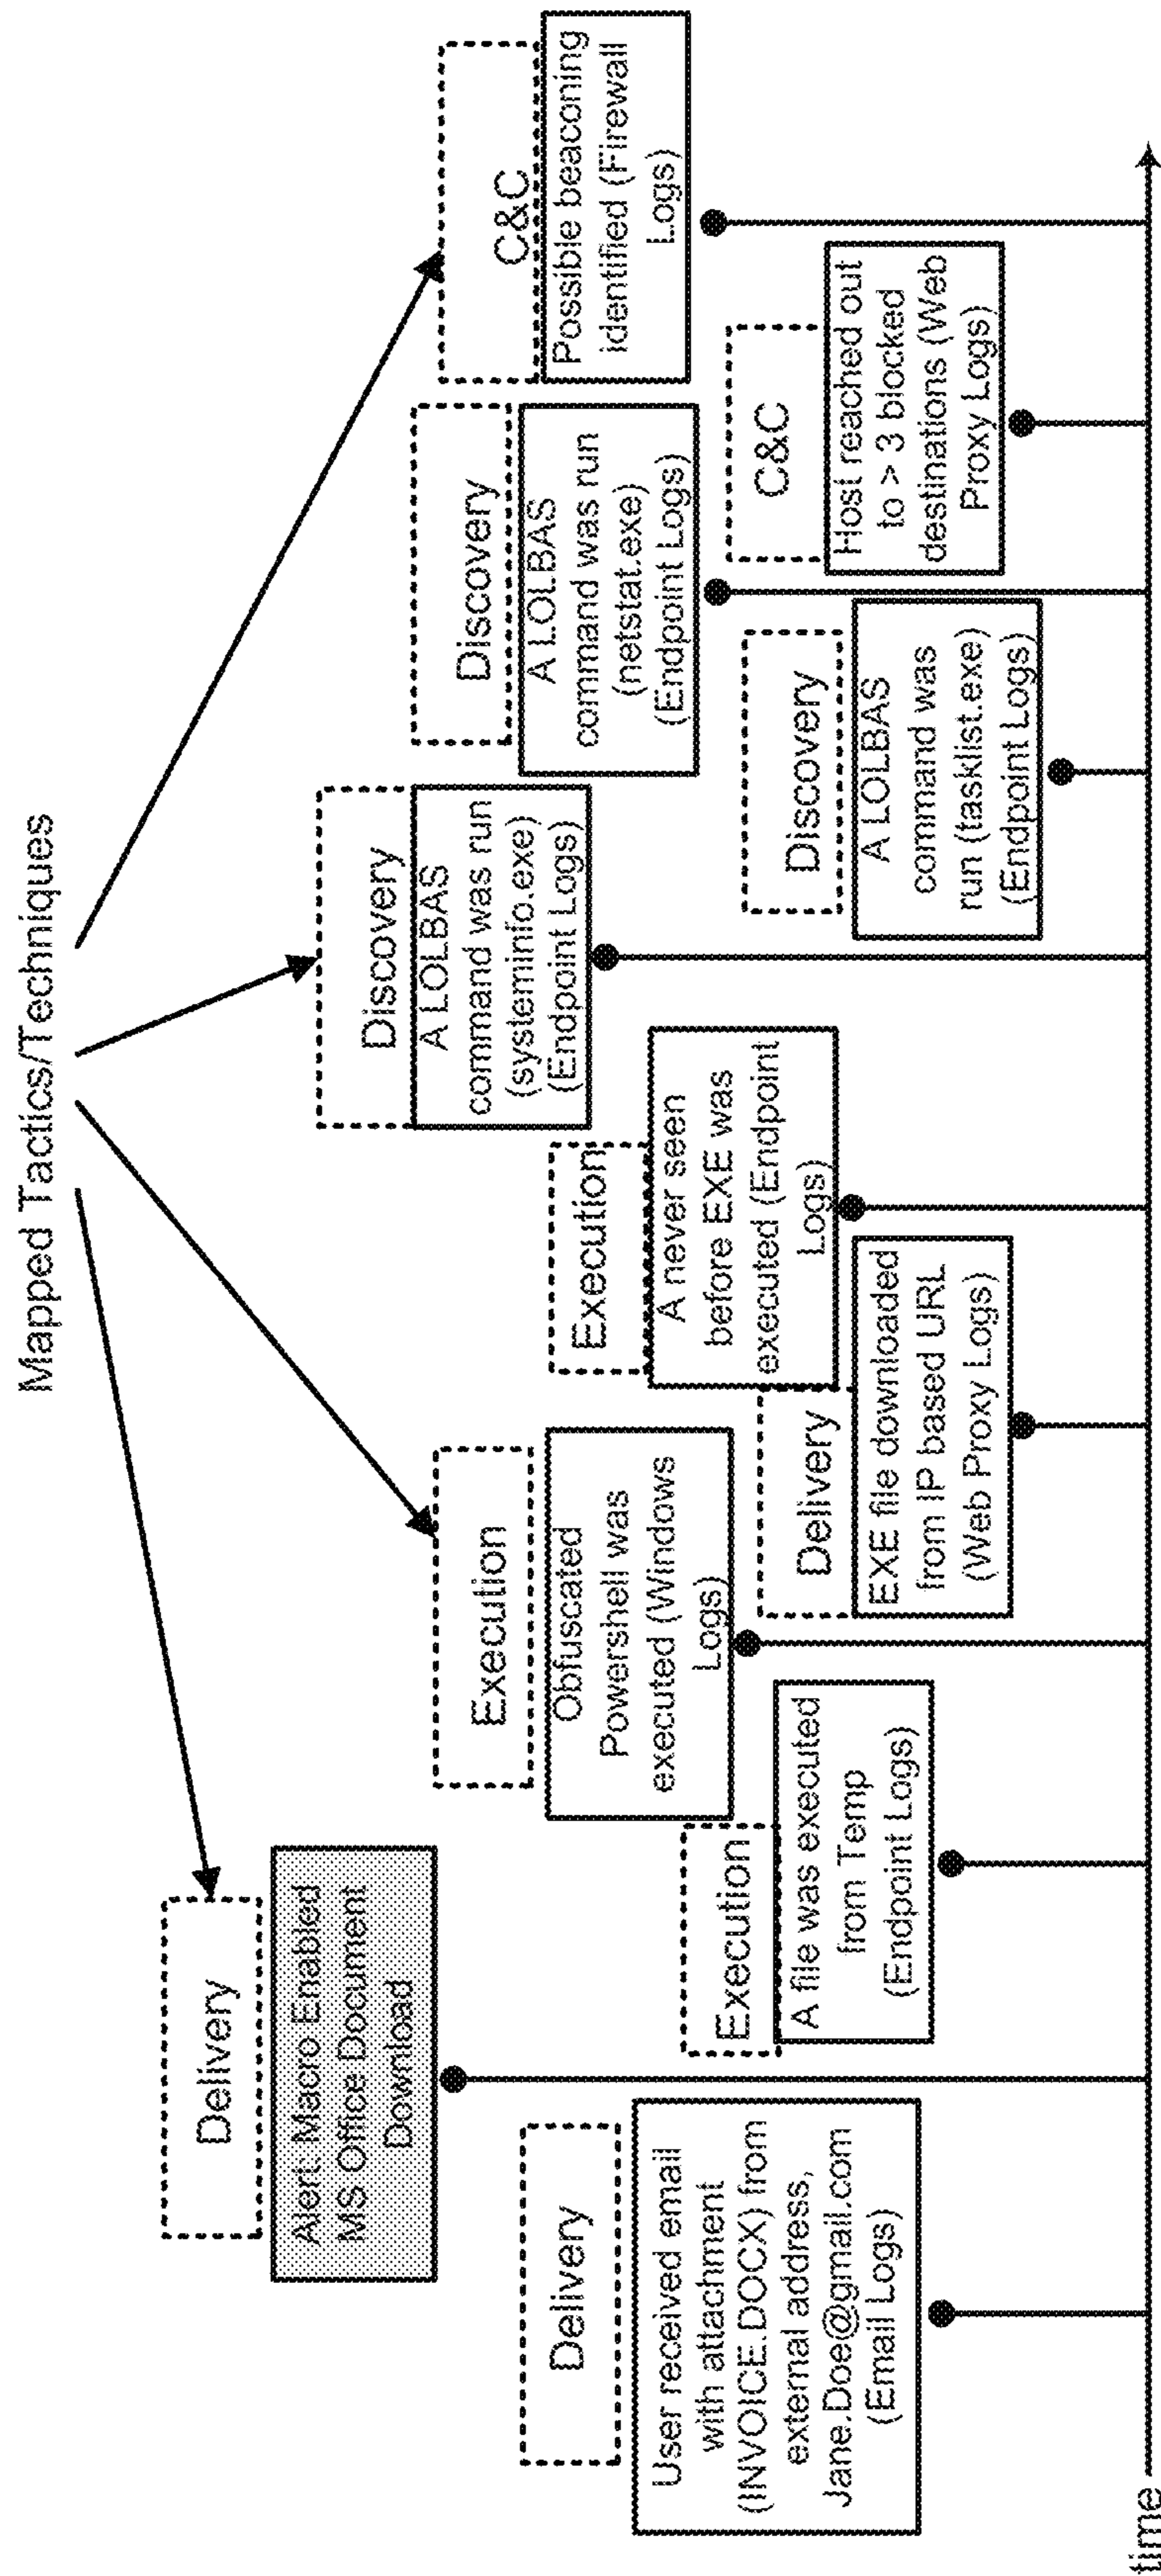 Mapped Tactics/Techniques
Delivery
User received email
with attachment
(INVOICE.DOCX) from
external address,
Jane.Doe@gmail.com
(Email Logs)
Delivery
Alert: Macro Enabled
MS Office Document
Download
Execution
A file was executed
from Temp
(Endpoint Logs)
Execution
Obfuscated
Powershell was
executed (Windows
Logs)
Delivery
EXE file downloaded
from IP based URL
(Web Proxy Logs)
Execution
A never seen
before EXE was
executed (Endpoint
Logs)
Discovery
A LOLBAS
command was run
(systeminfo.exe)
(Endpoint Logs)
Discovery
A LOLBAS
command was
run (tasklist.exe)
(Endpoint Logs)
Discovery
A LOLBAS
command was run
(netstat.exe)
(Endpoint Logs)
C&C
Host reached out
to > 3 blocked
destinations (Web
Proxy Logs)
C&C
Possible beaconing
identified (Firewall
Logs)
time